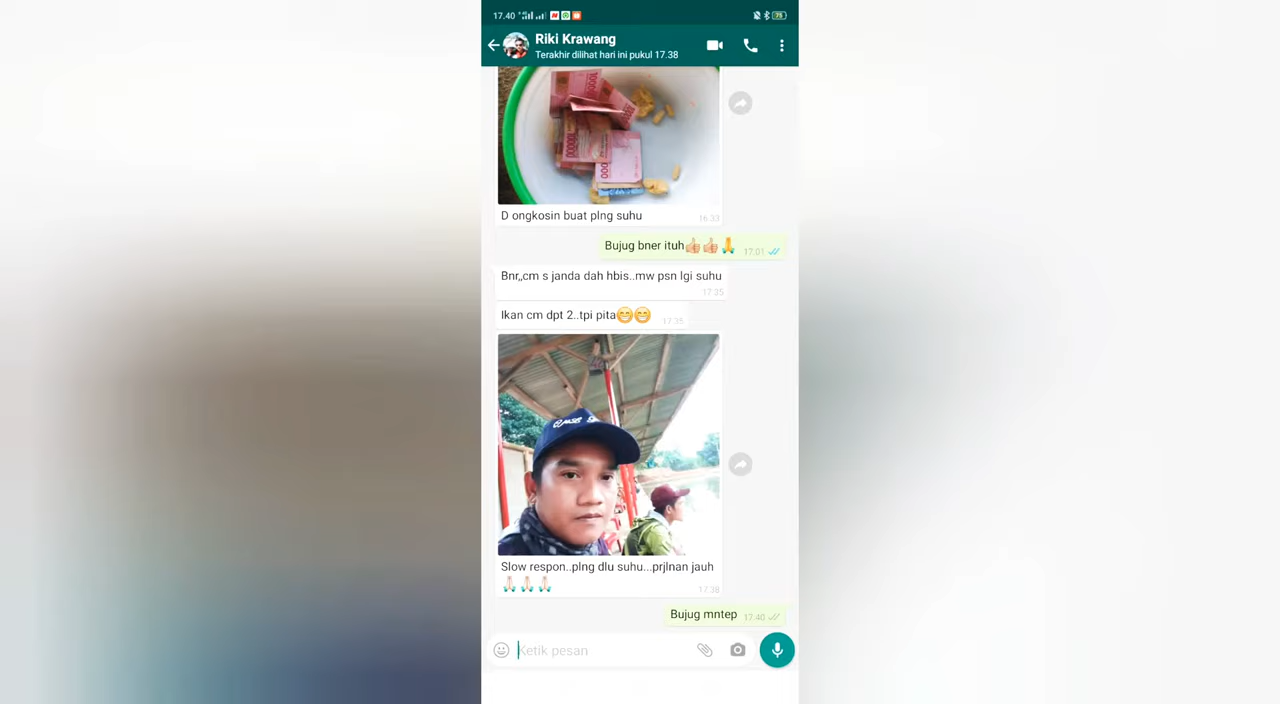 17.40
75
Riki Krawang
Terakhir dilihat hari ini pukul 17.38
D ongkosin buat plng suhu
16.33
Bujug bner ituh👍🏻👍🏻🙏
17.01
Bnr,,cm s janda dah hbis..mw psn lgi suhu
17.35
Ikan cm dpt 2..tpi pita😁😁
17.35
Slow respon..plng dlu suhu...prjlnan jauh
🙏🏻🙏🏻🙏🏻
17.38
Bujug mntep
17.40
Ketik pesan